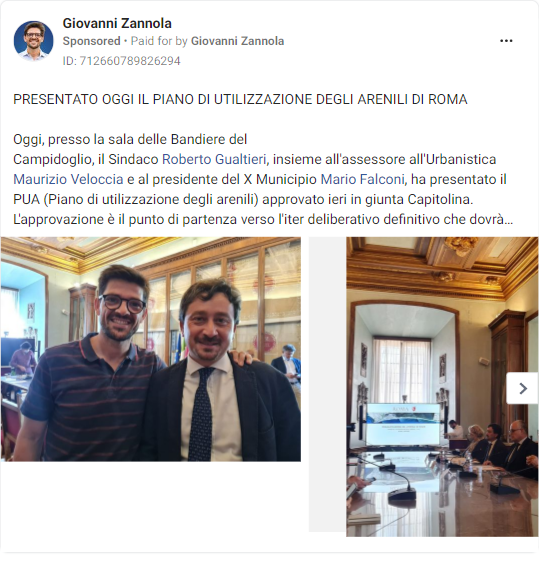 Giovanni Zannola
Sponsored • Paid for by Giovanni Zannola
ID: 712660789826294
PRESENTATO OGGI IL PIANO DI UTILIZZAZIONE DEGLI ARENILI DI ROMA
Oggi, presso la sala delle Bandiere del
Campidoglio, il Sindaco Roberto Gualtieri, insieme all'assessore all'Urbanistica
Maurizio Veloccia e al presidente del X Municipio Mario Falconi, ha presentato il
PUA (Piano di utilizzazione degli arenili) approvato ieri in giunta Capitolina.
L'approvazione è il punto di partenza verso l'iter deliberativo definitivo che dovrà...